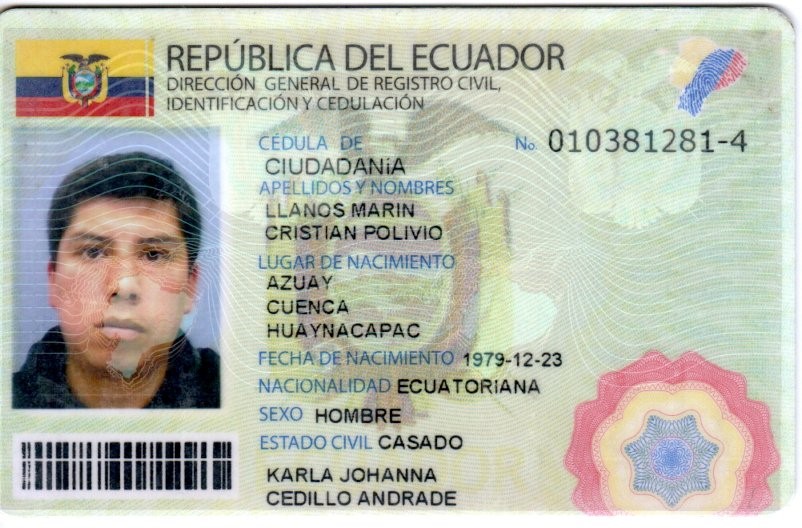 REPÚBLICA DEL ECUADOR
DIRECCIÓN GENERAL DE REGISTRO CIVIL,
IDENTIFICACIÓN Y CEDULACIÓN
CÉDULA DE No. 010381281-4
CIUDADANiA
APELLIDOS Y NOMBRES
LLANOS MARIN
CRISTIAN POLIVIO
LUGAR DE NACIMIENTO
AZUAY
CUENCA
HUAYNACAPAC
FECHA DE NACIMIENTO 1979-12-23
NACIONALIDAD ECUATORIANA
SEXO HOMBRE
ESTADO CIVIL CASADO
KARLA JOHANNA
CEDILLO ANDRADE